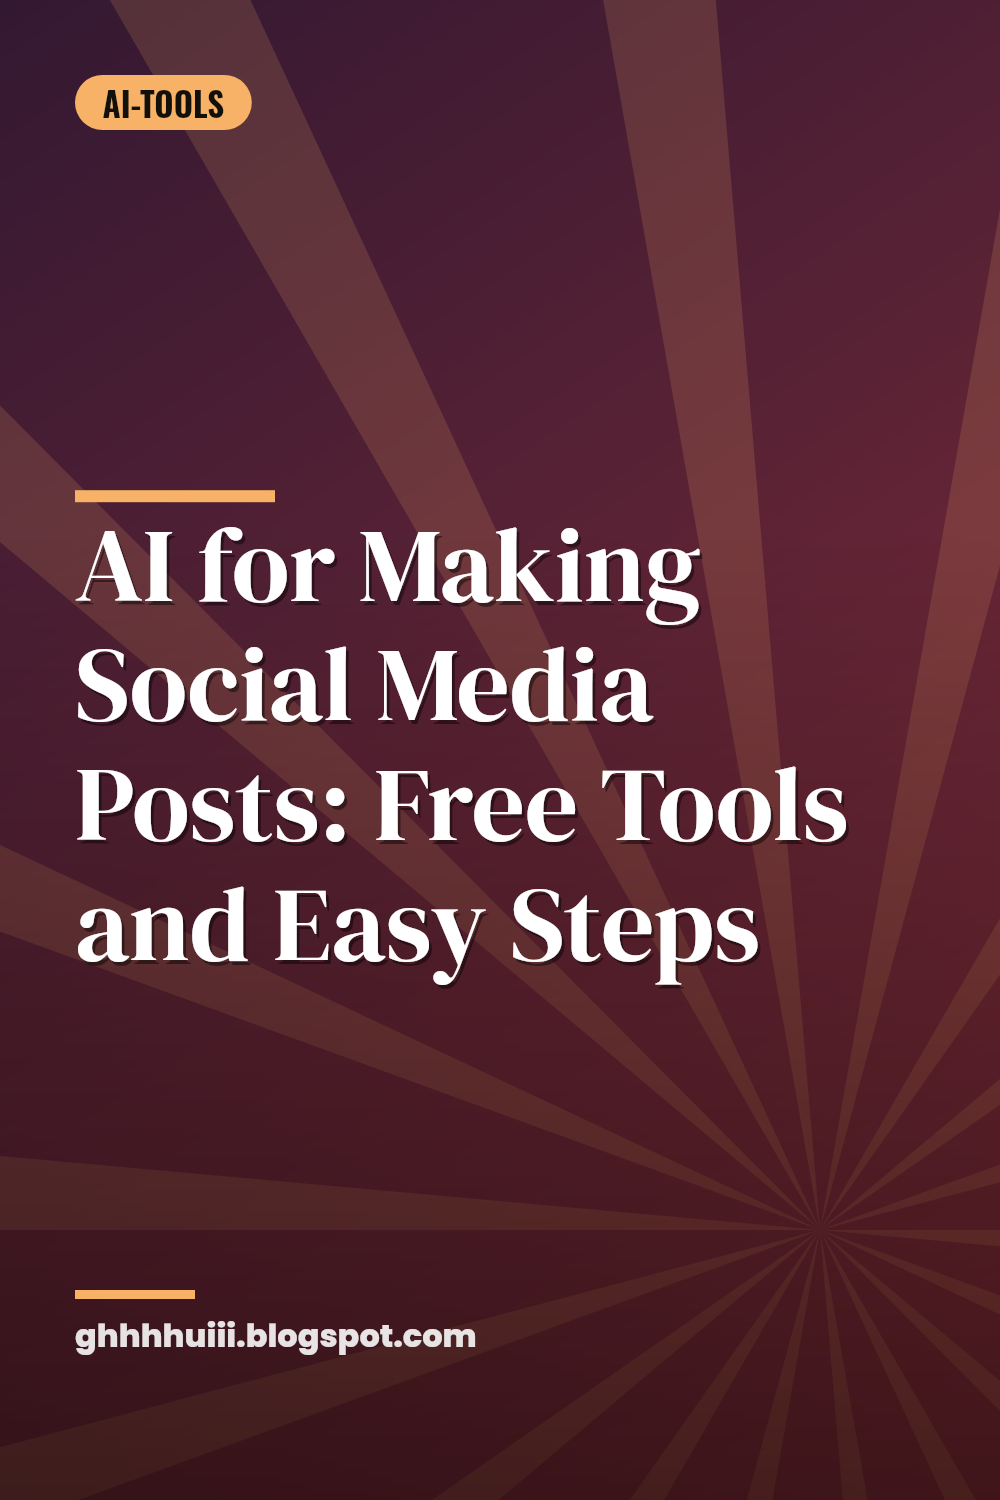 AI-TOOLS
AI for Making
Social Media
Posts: Free Tools
and Easy Steps
ghhhhuiii.blogspot.com